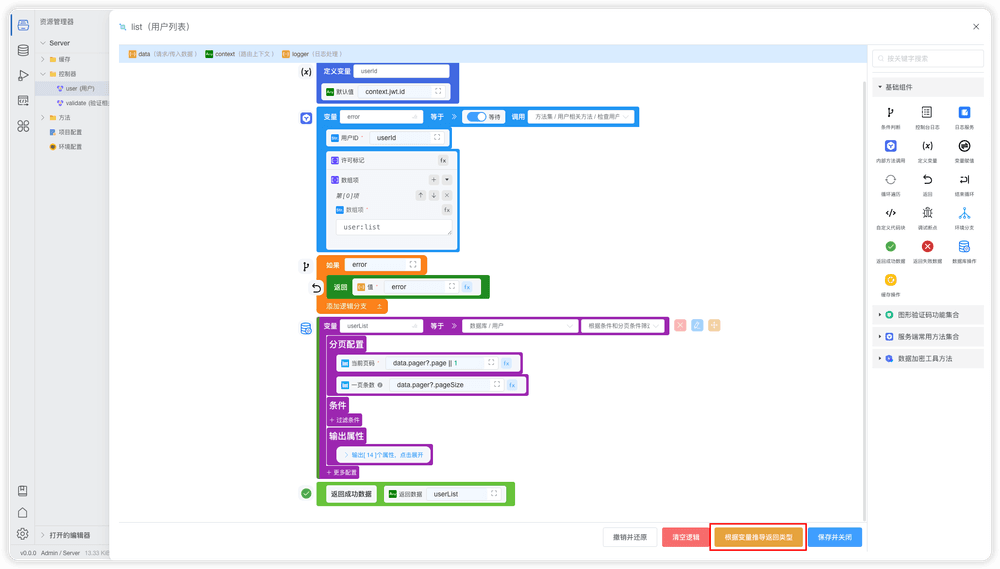 资源管理器
Server
缓存
控制器
user (用户)
validate (验证相
方法
项目配置
环境配置
打开的编辑器
v0.0.0 Admin / Server 13.33 KiB
list（用户列表）
data（请求/传入数据） context（路由上下文） logger（日志处理）
(x) 定义变量 userId
默认值 context.jwt.id
变量 error 等于 等待 调用 方法集 / 用户相关方法 / 检查用户
用户ID * userId
许可标记 fx
数组项
第 [ 0 ] 项
数组项 * fx
user:list
如果 error
返回 值 * error fx
添加逻辑分支
变量 userList 等于 数据库 / 用户 根据条件和分页条件
分页配置
当前页码 * data.pager?.page || 1 fx
一页条数 data.pager?.pageSize fx
条件
+ 过滤条件
输出属性
输出[ 14 ]个属性，点击展开
+ 更多配置
返回成功数据 返回数据 userList
撤销并还原 清空逻辑 根据变量推导返回类型 保存并关闭
按关键字搜索
基础组件
条件判断 控制台日志 日志服务
(x)
内部方法调用 定义变量 变量赋值
循环遍历 返回 结束循环
自定义代码块 调试断点 环境分支
返回成功数据 返回失败数据 数据库操作
缓存操作
图形验证码功能集合
服务端常用方法集合
数据加密工具方法